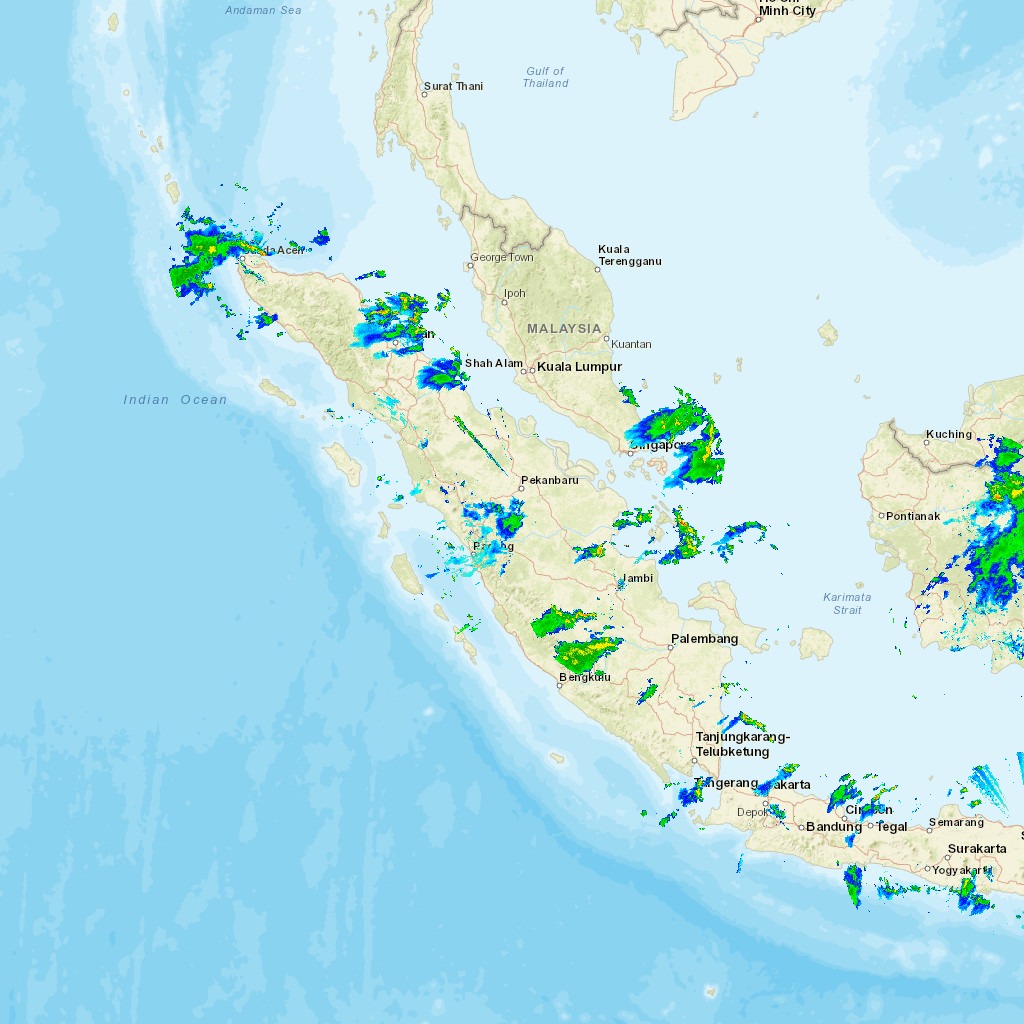 Andaman Sea
Minh City
Gulf of
Thailand
Surat Thani
Kuala
Terengganu
George Town
Ipoh
MALAYSIA
Kuantan
Shah Alam
Kuala Lumpur
Indian Ocean
Kuching
Pekanbaru
Pontianak
Jambi
Karimata
Strait
Palembang
Bengkulu
Tanjungkarang-
Telubketung
Tangerang
Depok
Bandung
Tegal
Semarang
Surakarta
Yogyakarta